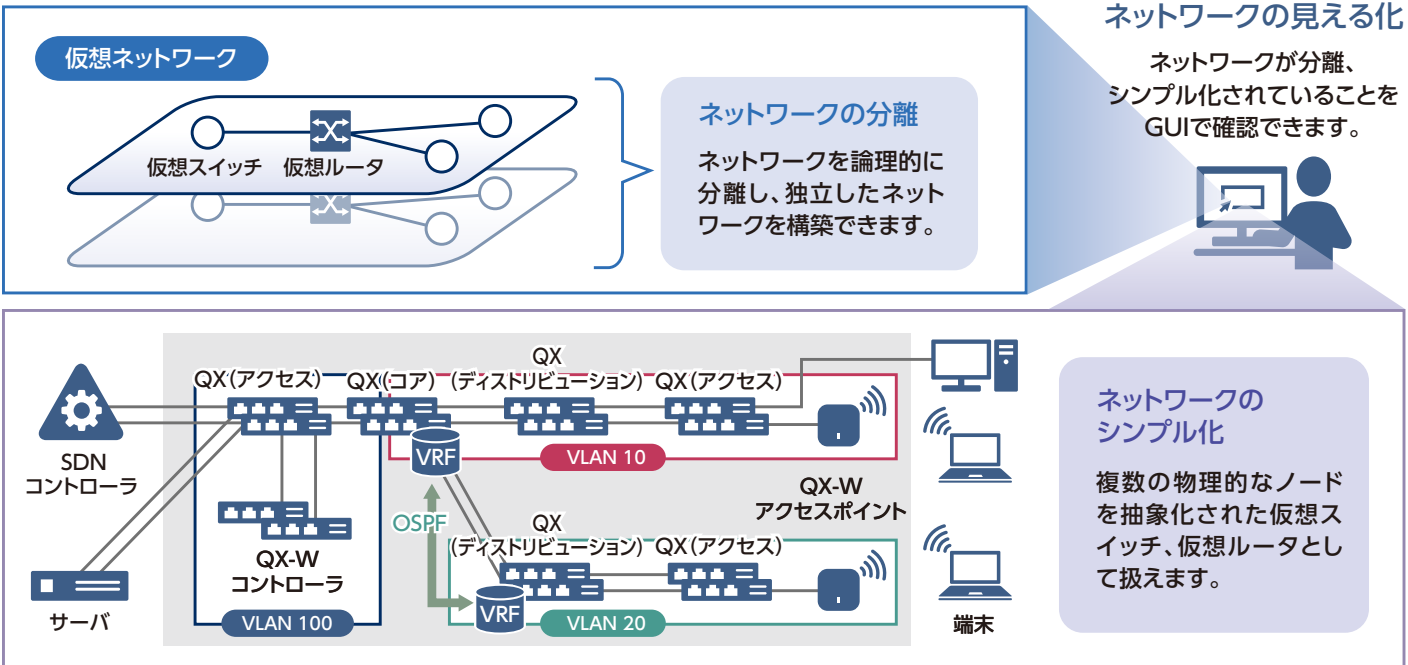 仮想ネットワーク
仮想スイッチ
仮想ルータ
ネットワークの分離
ネットワークを論理的に
分離し、独立したネット
ワークを構築できます。
ネットワークの見える化
ネットワークが分離、
シンプル化されていることを
GUIで確認できます。
SDN
コントローラ
サーバ
QX(アクセス)
QX(コア)
QX
(ディストリビューション)
QX(アクセス)
VRF
VLAN 10
QX-W
コントローラ
VLAN 100
OSPF
QX
(ディストリビューション)
QX(アクセス)
VRF
VLAN 20
QX-W
アクセスポイント
端末
ネットワークの
シンプル化
複数の物理的なノード
を抽象化された仮想ス
イッチ、仮想ルータとし
て扱えます。